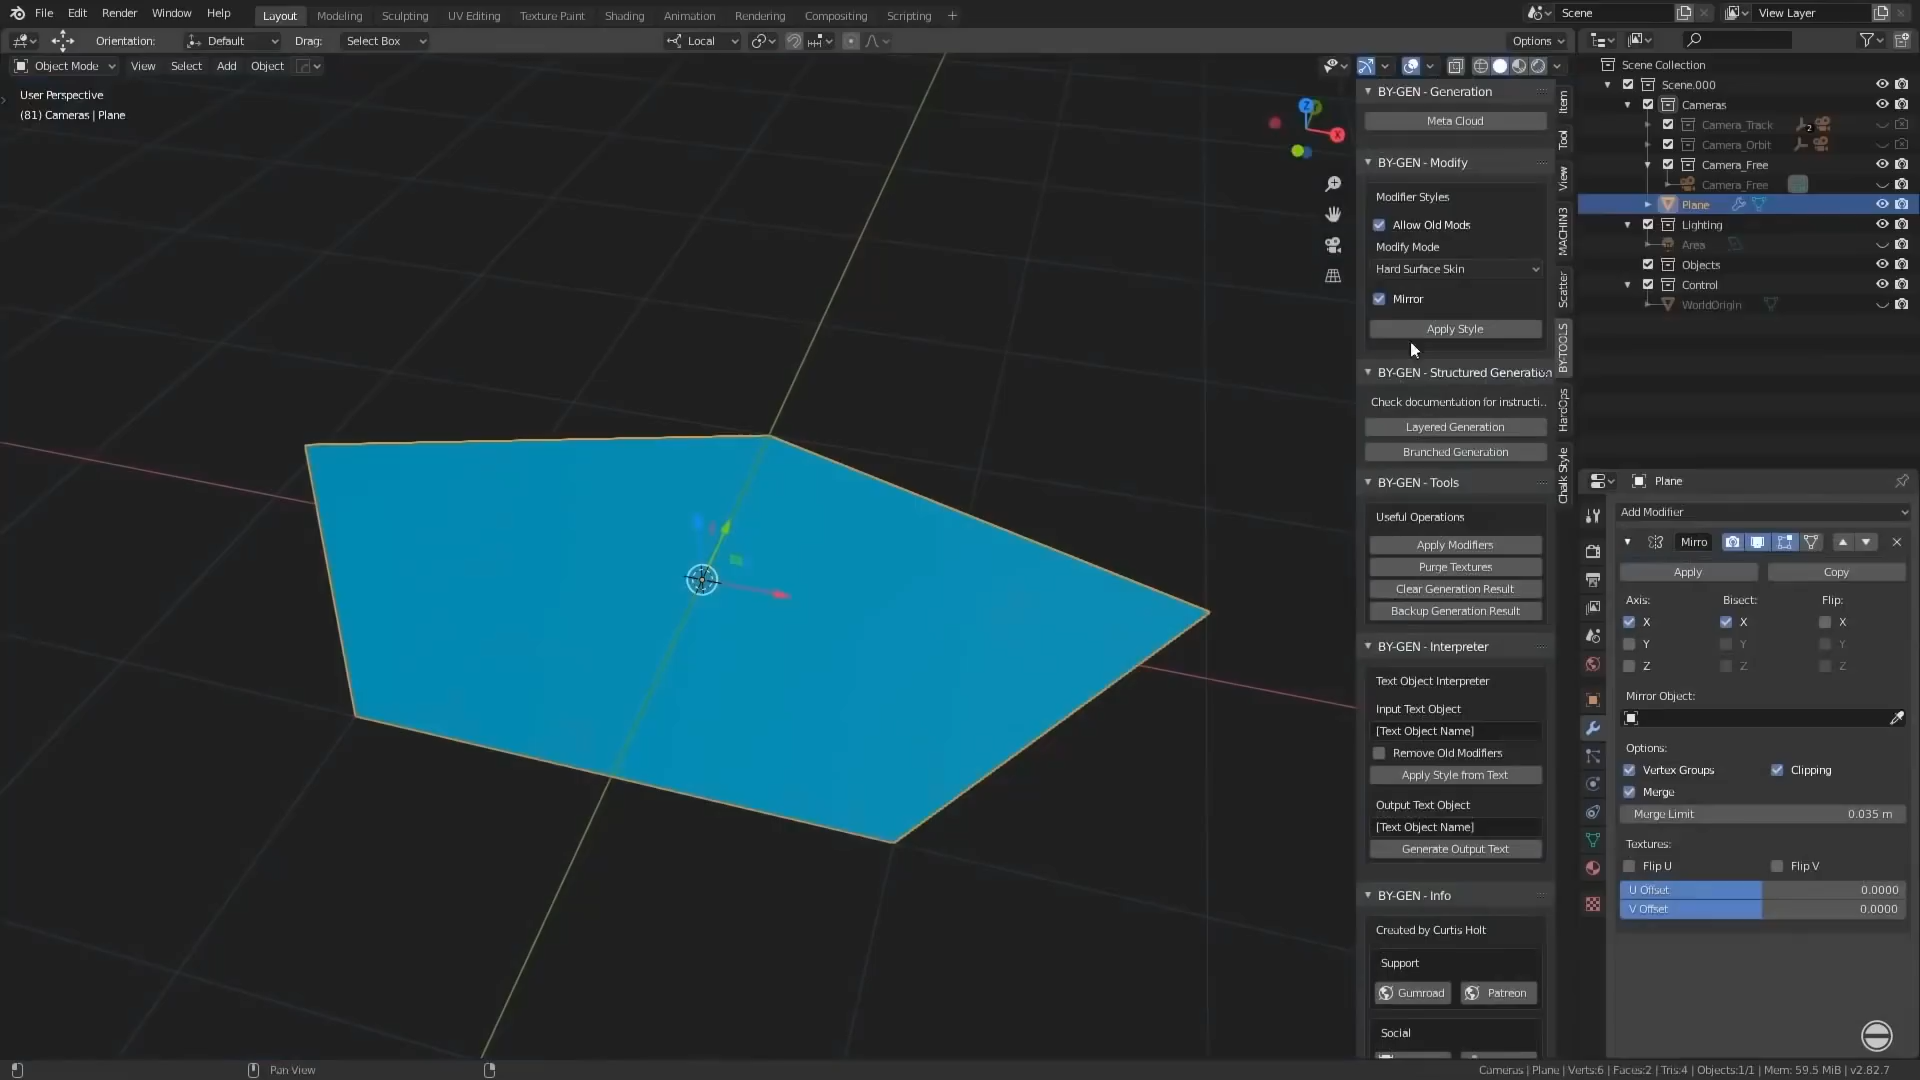 File Edit Render Window Help Layout Modeling Sculpting UV Editing Texture Paint Shading Animation Rendering Compositing Scripting + Scene View Layer
Orientation: Default Drag: Select Box Local Options
Object Mode View Select Add Object
User Perspective
(81) Cameras | Plane
Z
X
BY-GEN - Generation
Meta Cloud
BY-GEN - Modify
Modifier Styles
Allow Old Mods
Modify Mode
Hard Surface Skin
Mirror
Apply Style
BY-GEN - Structured Generation
Check documentation for instructi..
Layered Generation
Branched Generation
BY-GEN - Tools
Useful Operations
Apply Modifiers
Purge Textures
Clear Generation Result
Backup Generation Result
BY-GEN - Interpreter
Text Object Interpreter
Input Text Object
[Text Object Name]
Remove Old Modifiers
Apply Style from Text
Output Text Object
[Text Object Name]
Generate Output Text
BY-GEN - Info
Created by Curtis Holt
Support
Gumroad Patreon
Social
Item
Tool
View
MACHIN3
Scatter
BY-TOOLS
HardOps
Chalk Style
Scene Collection
Scene.000
Cameras
Camera_Track 2
Camera_Orbit
Camera_Free
Camera_Free
Plane
Lighting
Area
Objects
Control
WorldOrigin
Plane
Add Modifier
Mirro
Apply Copy
Axis: Bisect: Flip:
X X X
Y Y Y
Z Z Z
Mirror Object:
Options:
Vertex Groups Clipping
Merge
Merge Limit 0.035 m
Textures:
Flip U Flip V
U Offset 0.0000
V Offset 0.0000
Pan View
Cameras | Plane | Verts:6 | Faces:2 | Tris:4 | Objects:1/1 | Mem: 59.5 MiB | v2.82.7